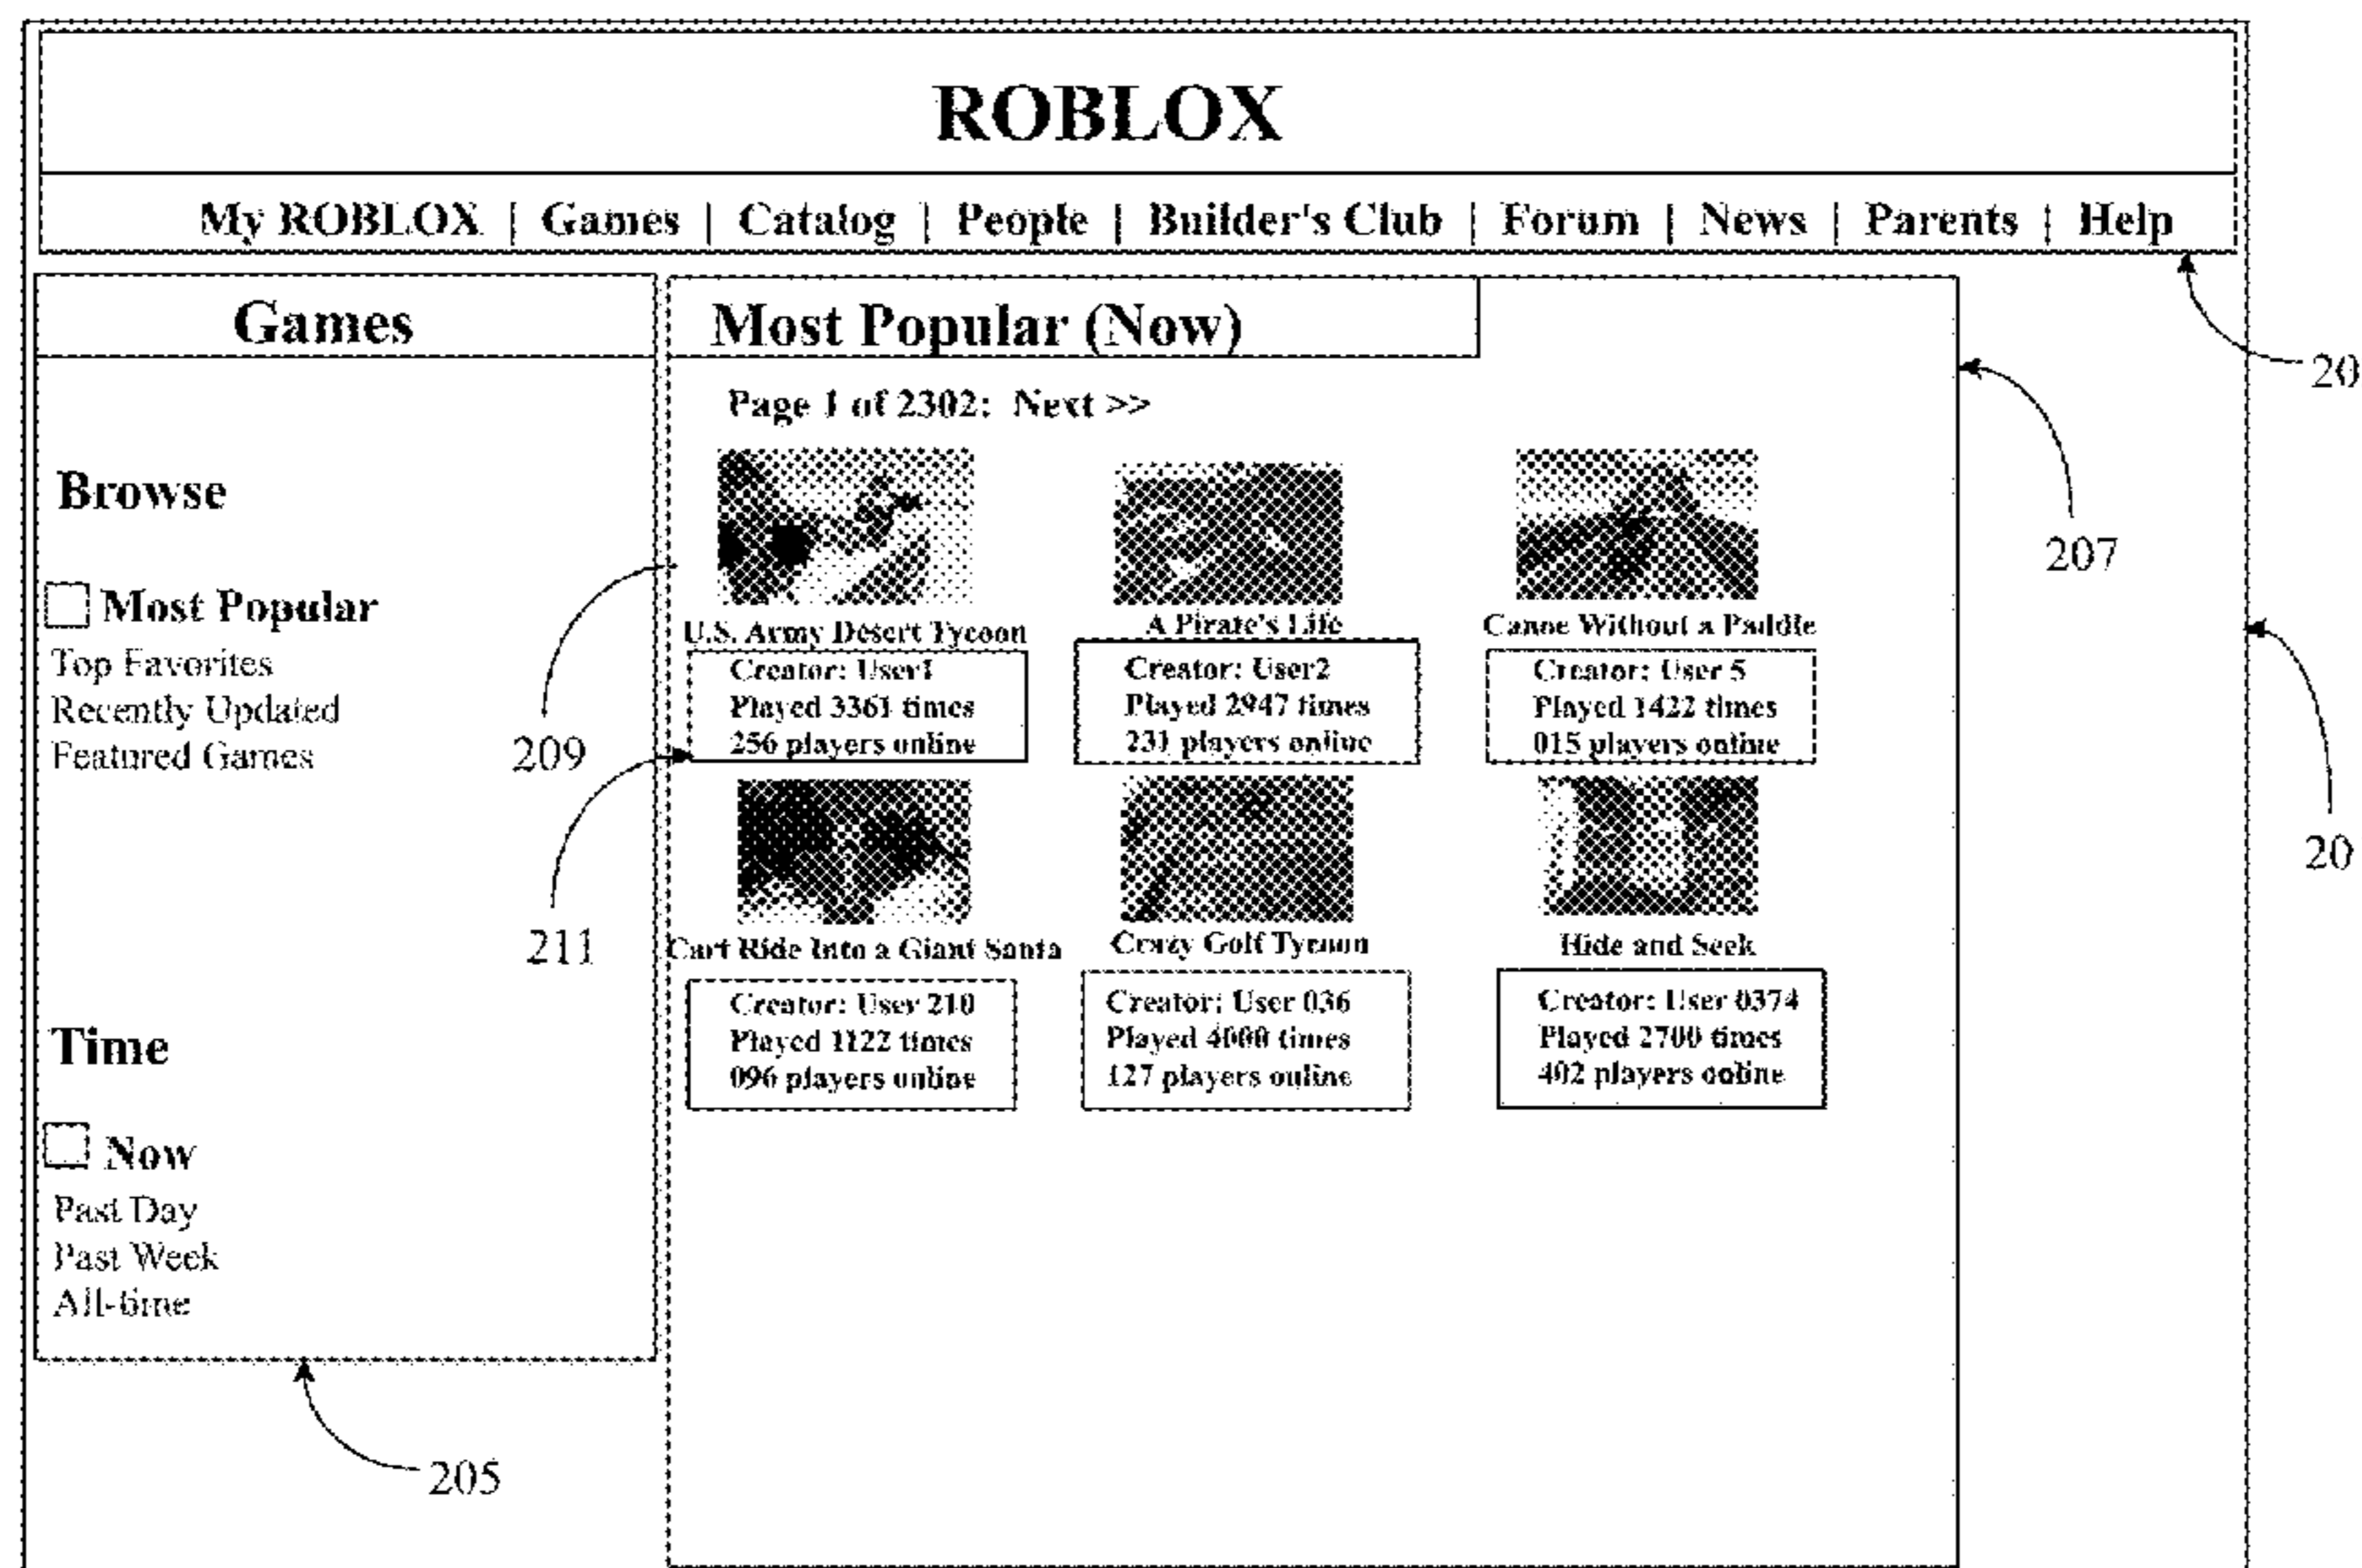 ROBLOX
My ROBLOX | Games | Catalog | People | Builder's Club | Forum | News | Parents | Help
Games
Browse
Most Popular
Top Favorites
Recently Updated
Featured Games
Time
Now
Past Day
Past Week
All-time
Most Popular (Now)
Page 1 of 2302: Next >>
U.S. Army Desert Tycoon
Creator: User1
Played 3361 times
256 players online
A Pirate's Life
Creator: User2
Played 2947 times
231 players online
Canoe Without a Paddle
Creator: User 5
Played 1422 times
015 players online
Cart Ride Into a Giant Santa
Creator: User 210
Played 1122 times
096 players online
Crazy Golf Tycoon
Creator: User 036
Played 4000 times
127 players online
Hide and Seek
Creator: User 0374
Played 2700 times
402 players online
20
207
20
209
211
205